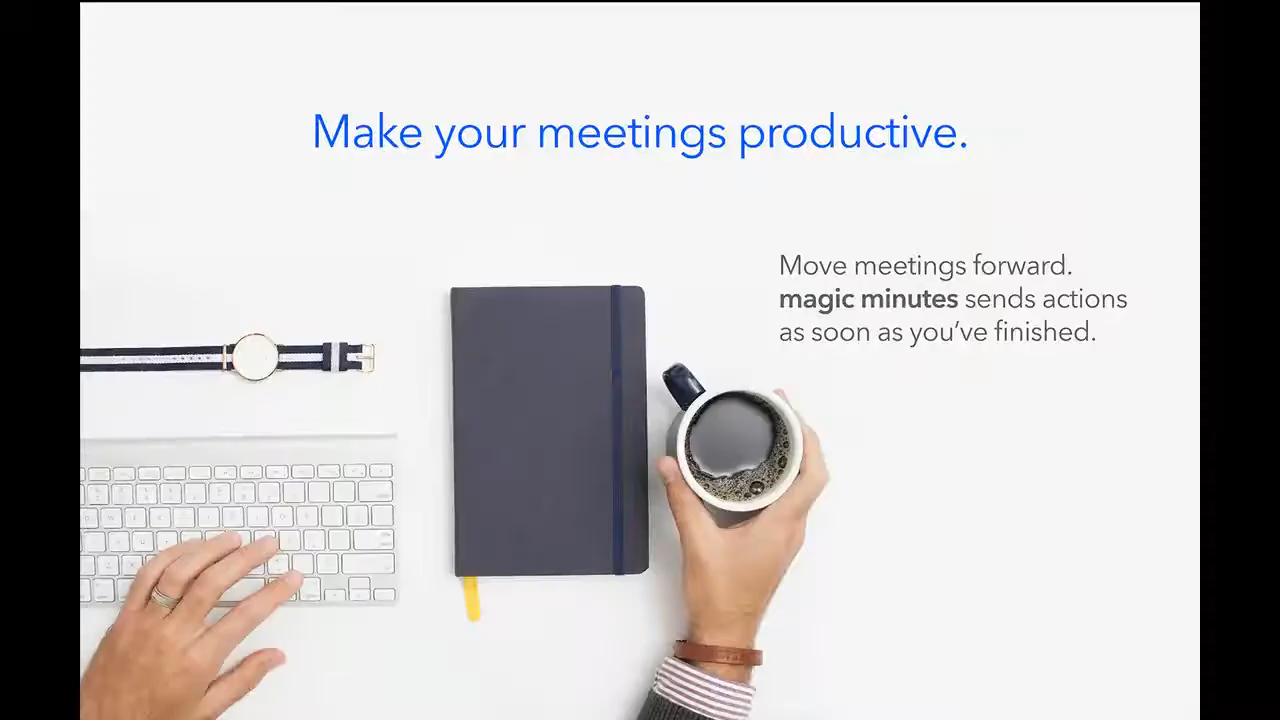 Make your meetings productive.
Move meetings forward.
magic minutes sends actions
as soon as you’ve finished.